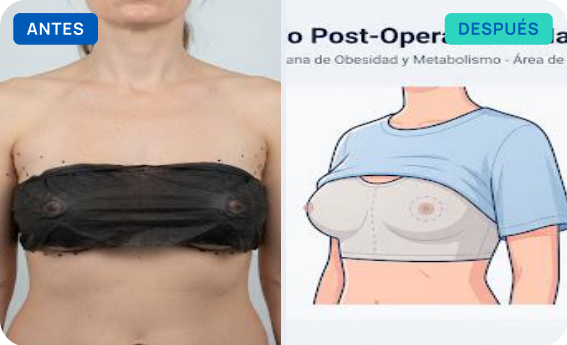 ANTES
DESPUÉS
o Post-Opera
ana de Obesidad y Metabolismo - Área de